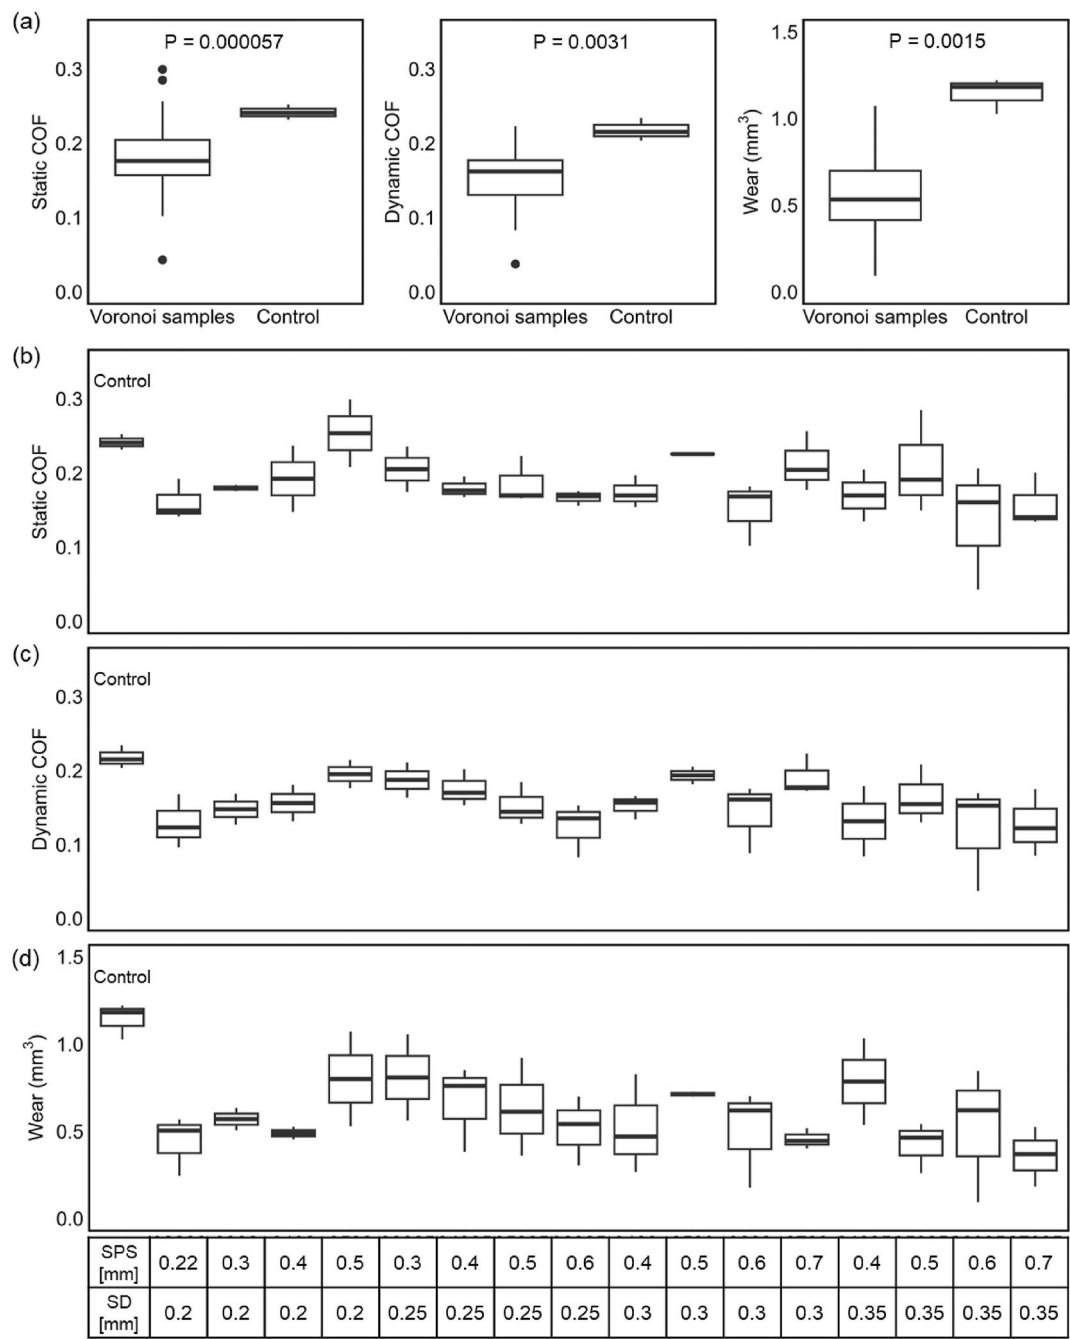 (a)
P = 0.000057
P = 0.0031
P = 0.0015
Static COF
0.3
0.2
0.1
0.0
Voronoi samples Control
Dynamic COF
0.3
0.2
0.1
0.0
Voronoi samples Control
Wear (mm³)
1.5
1.0
0.5
0.0
Voronoi samples Control
(b)
Control
Static COF
0.3
0.2
0.1
0.0
(c)
Control
Dynamic COF
0.3
0.2
0.1
0.0
(d)
Control
Wear (mm³)
1.5
1.0
0.5
0.0
SPS [mm] 0.22 0.3 0.4 0.5 0.3 0.4 0.5 0.6 0.4 0.5 0.6 0.7 0.4 0.5 0.6 0.7
SD [mm] 0.2 0.2 0.2 0.2 0.25 0.25 0.25 0.25 0.3 0.3 0.3 0.3 0.35 0.35 0.35 0.35